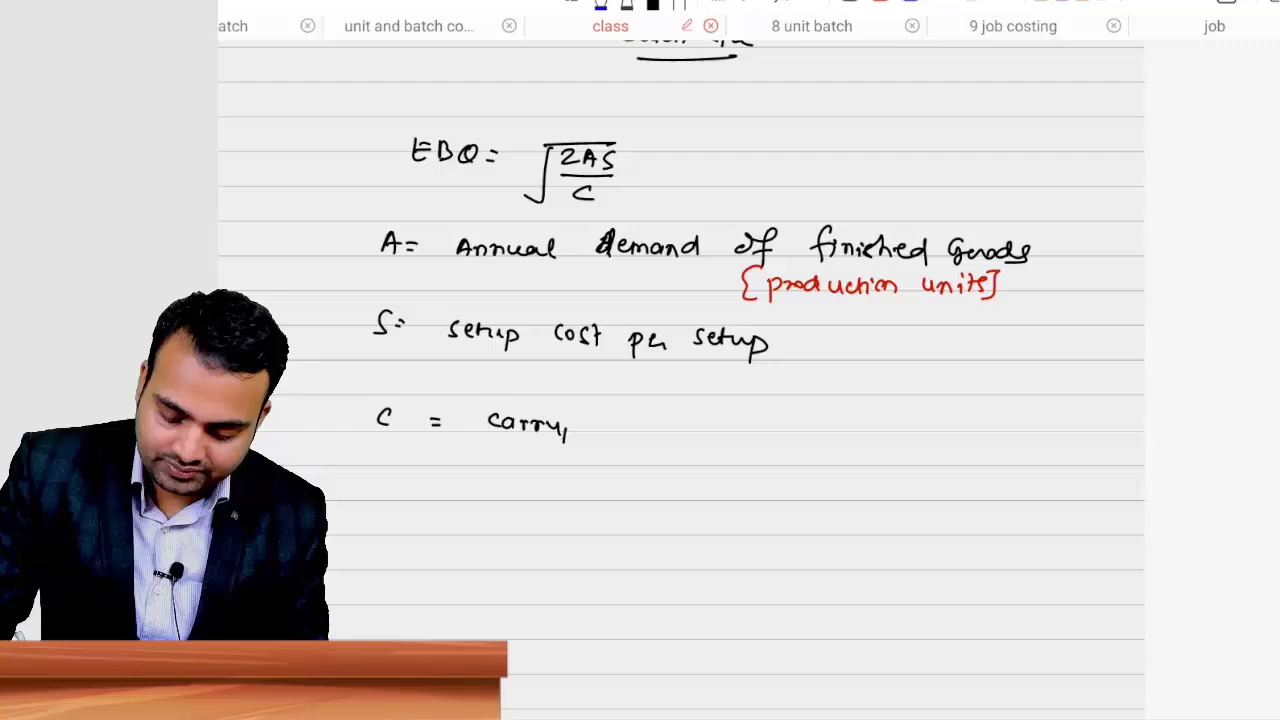 atch
unit and batch co...
class
8 unit batch
9 job costing
job
EBQ = √2AS
C
A= Annual demand of finished Goods
{production units]
S= setup cost per setup
C = carry